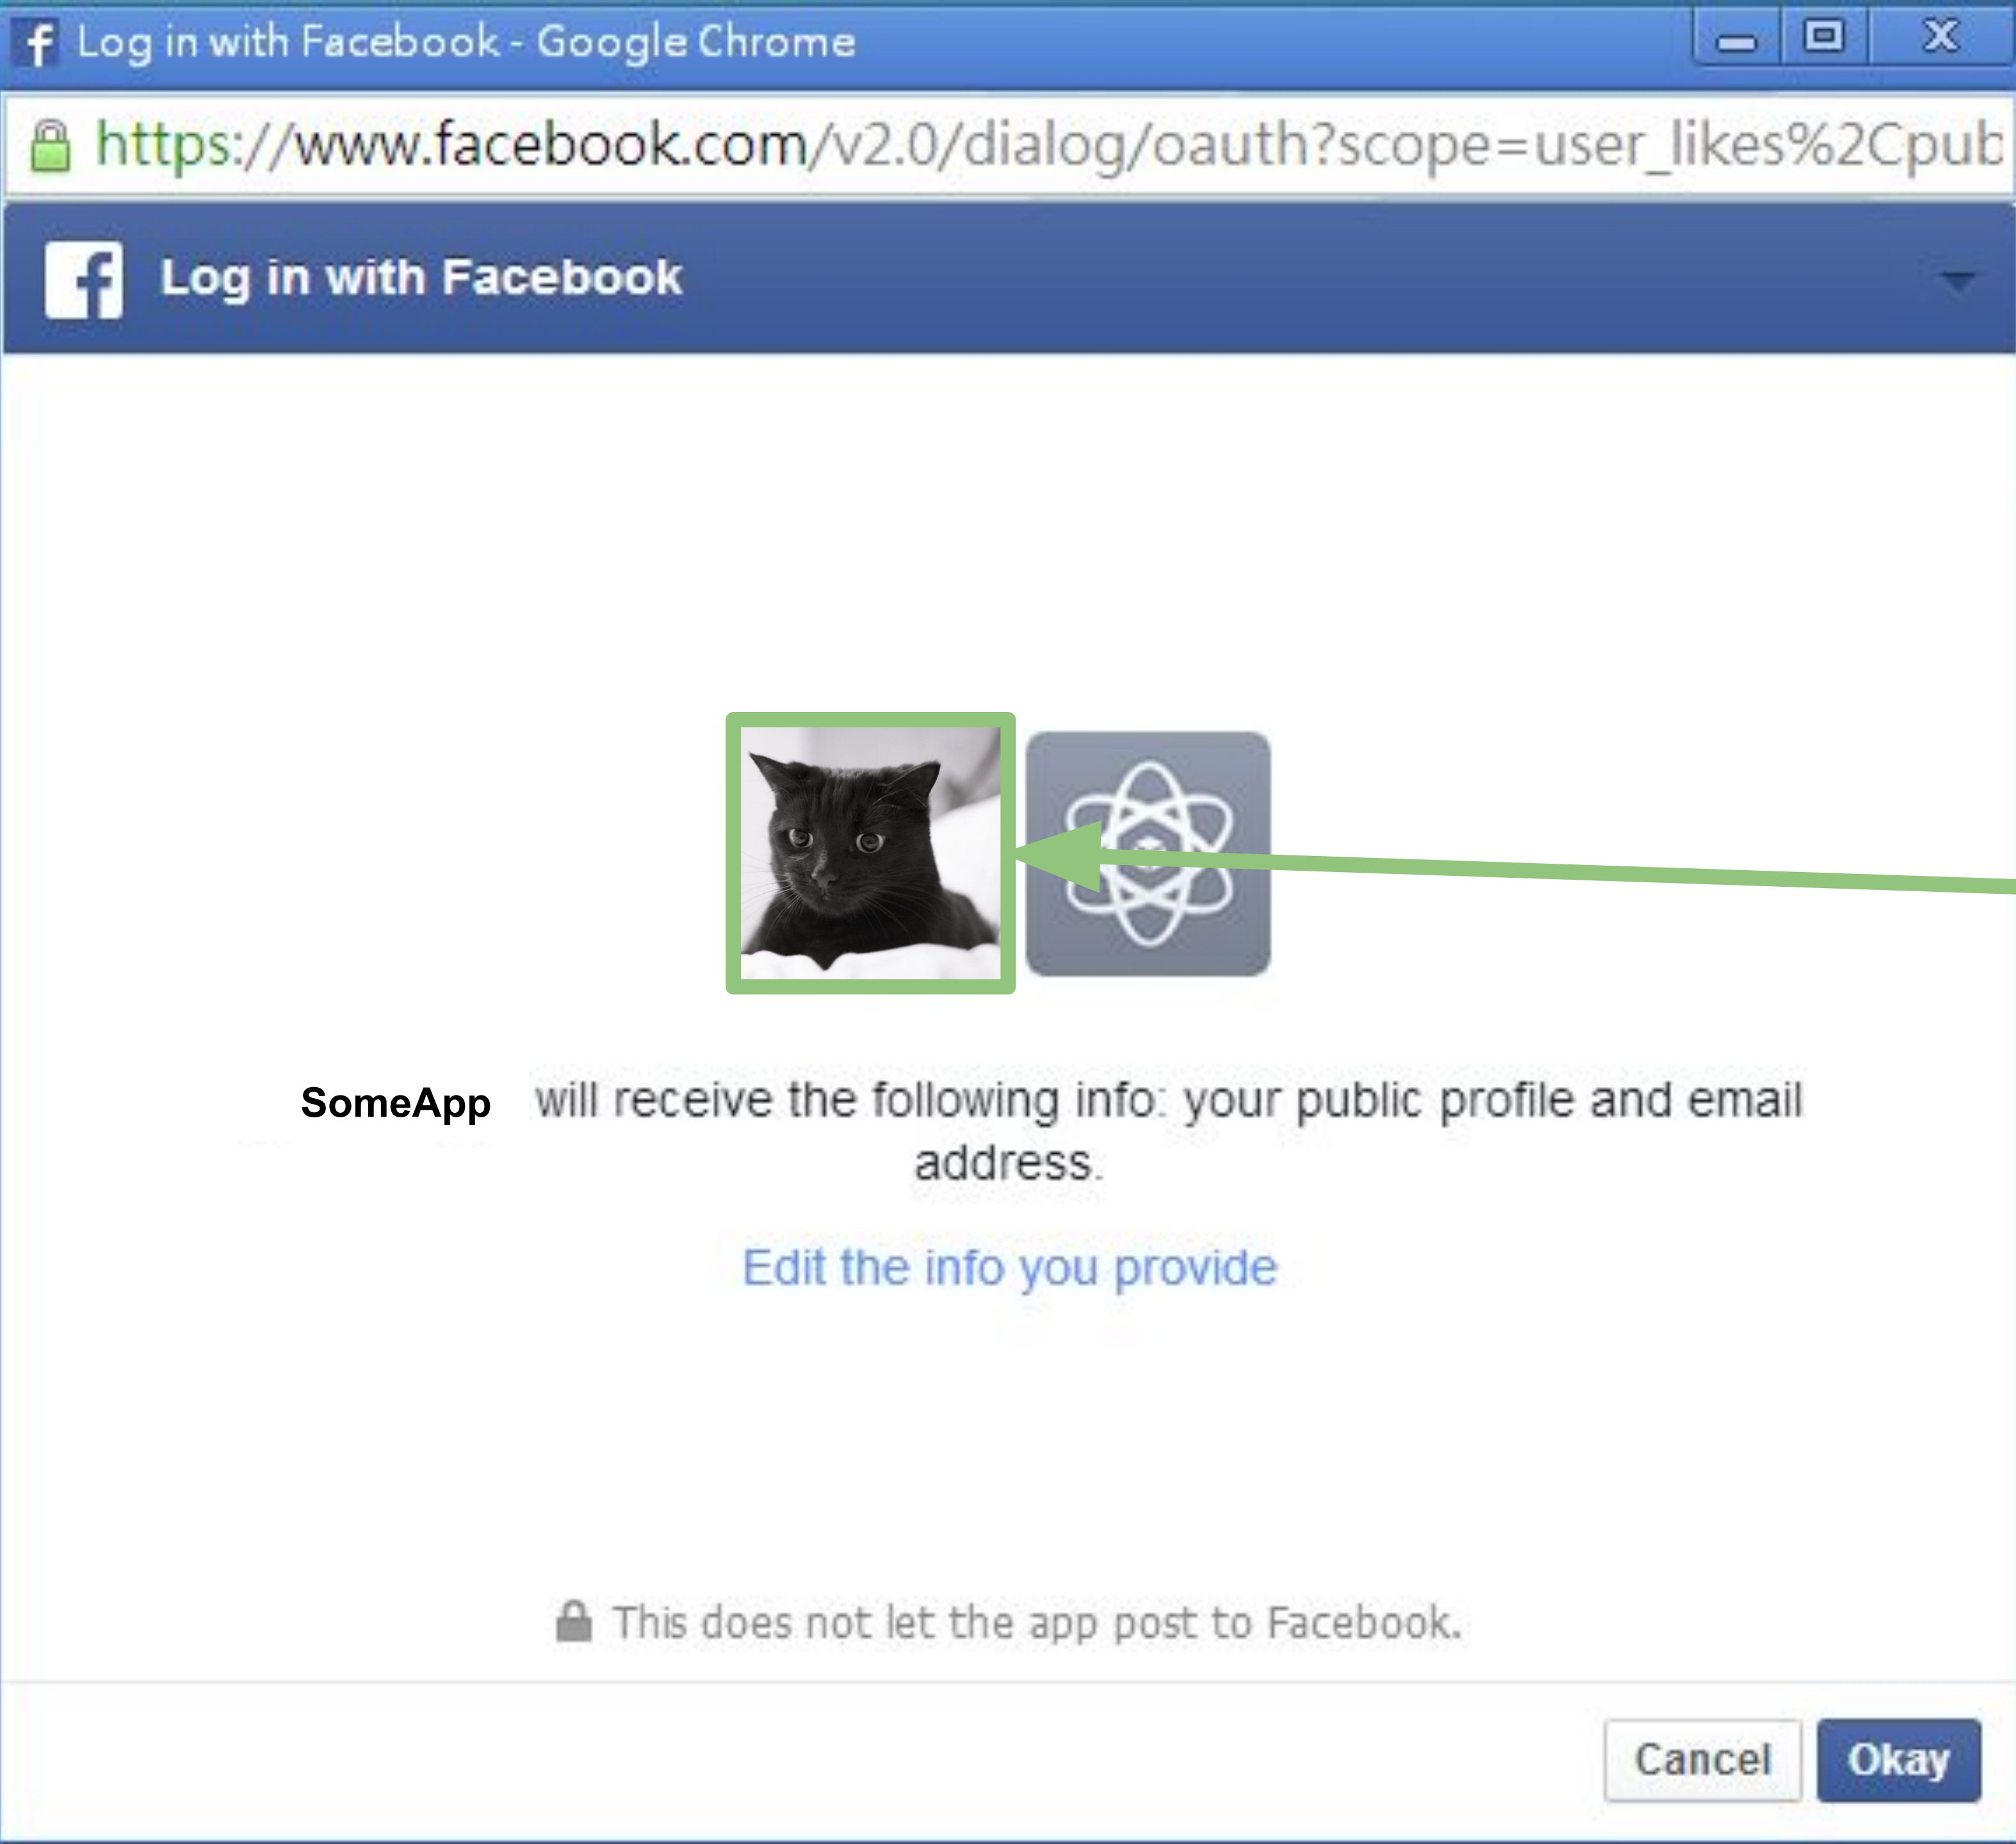 Log in with Facebook - Google Chrome
https://www.facebook.com/v2.0/dialog/oauth?scope=user_likes%2Cpub
Log in with Facebook
SomeApp will receive the following info: your public profile and email
address.
Edit the info you provide
This does not let the app post to Facebook.
Cancel Okay